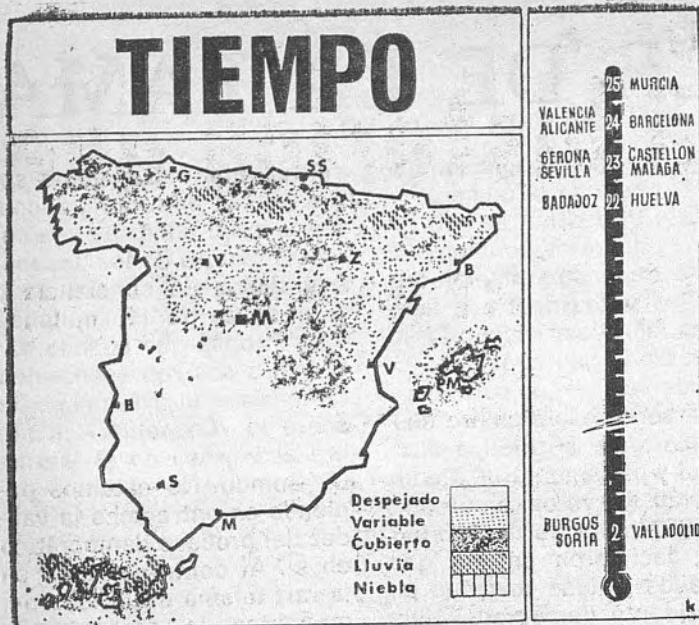 TIEMPO
C
G
SS
V
Z
B
M
V
PM
B
S
M
Despejado
Variable
Cubierto
Lluvia
Niebla
25 MURCIA
VALENCIA
ALICANTE 24 BARCELONA
GERONA
SEVILLA 23 CASTELLON
MALAGA
BADAJOZ 22 HUELVA
BURGOS
SORIA 2 VALLADOLID
k